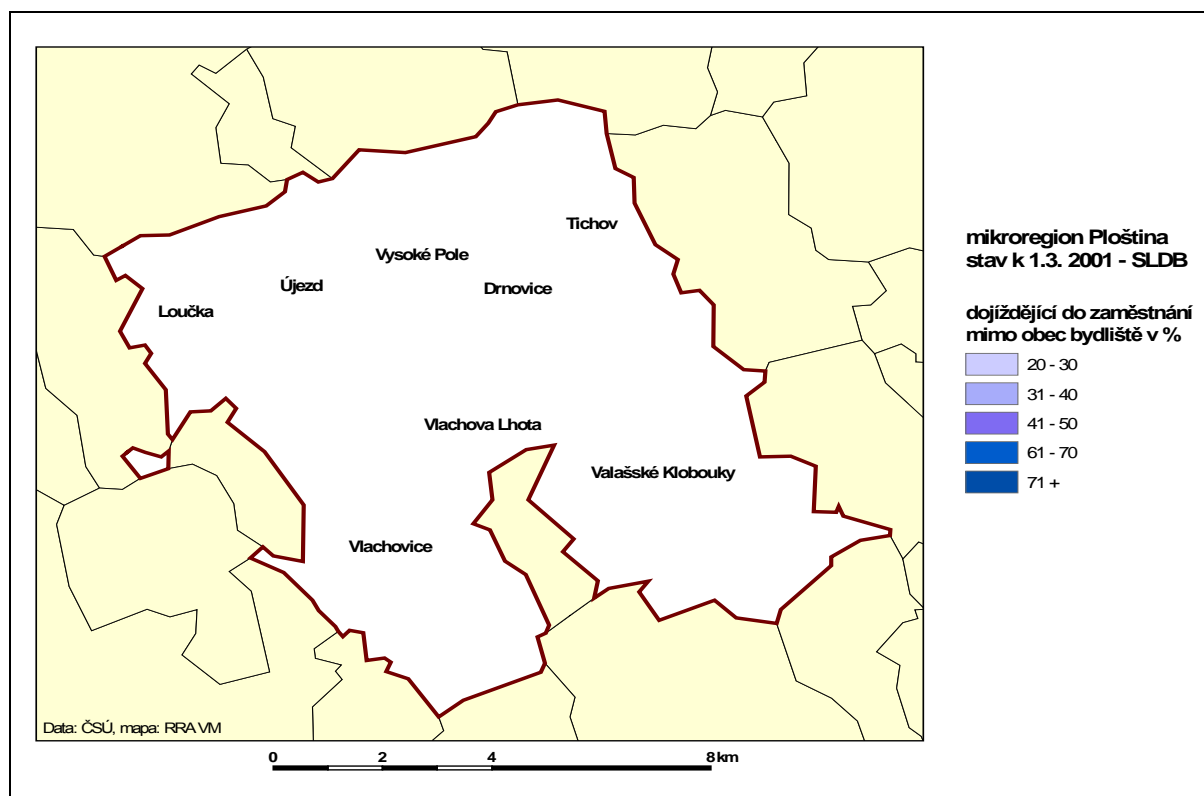 Tichov
Vysoké Pole
Újezd
Drnovice
Loučka
Vlachova Lhota
Valašské Klobouky
Vlachovice
Data: ČSÚ, mapa: RRA VM
0 2 4 8 km
mikroregion Ploština
stav k 1.3. 2001 - SLDB
dojíždějící do zaměstnání
mimo obec bydliště v %
20 - 30
31 - 40
41 - 50
61 - 70
71 +